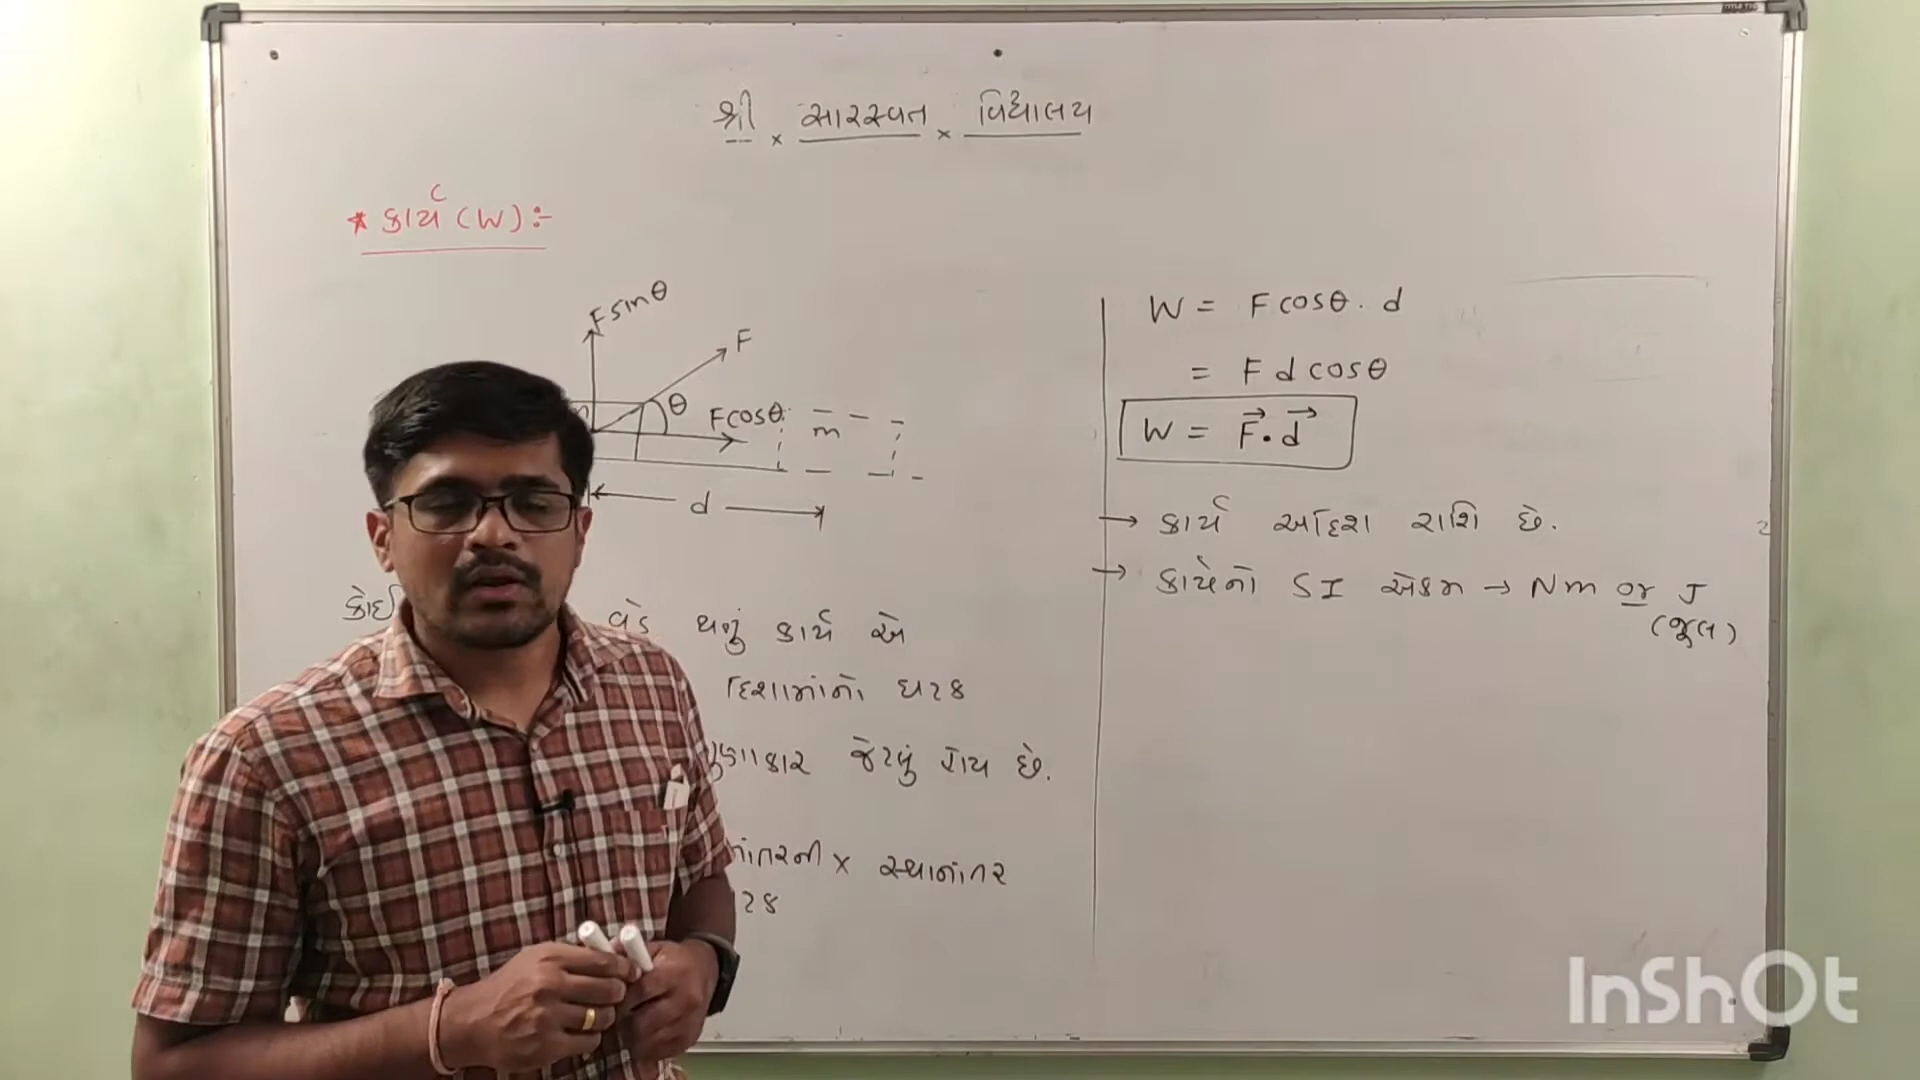 શ્રી × સારસ્વત × વિદ્યાલય
* કાર્ય (W) :-
F sinθ
F
θ
F cosθ
m
d
કોઈ
વડે થતું કાર્ય એ
દિશામાંનો ઘટક
ગુણાકાર જેટલું હોય છે.
× સ્થાનાંતર
W = F cosθ . d
= F d cosθ
W = F⃗ . d⃗
→ કાર્ય અદિશ રાશિ છે.
→ કાર્યનો SI એકમ → Nm or J
(જૂલ)
InShOt